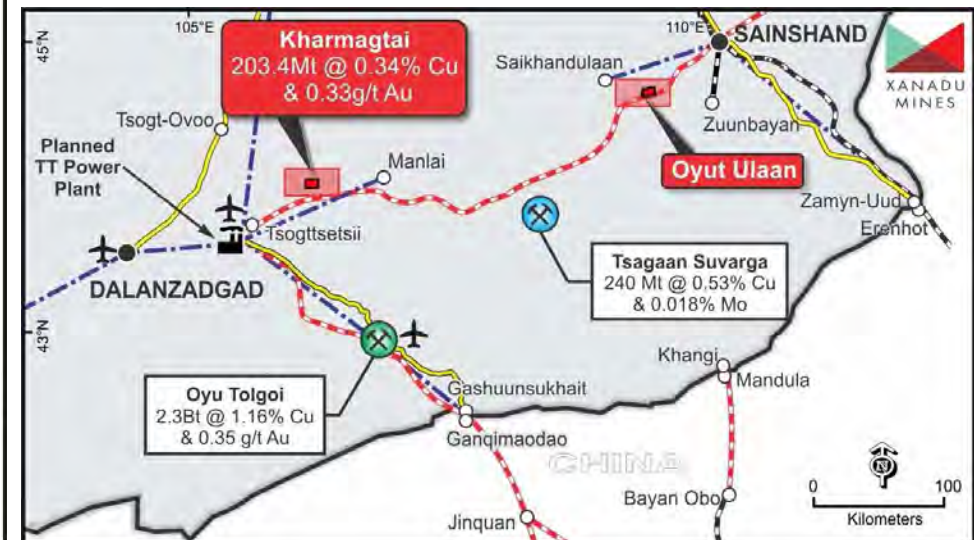 105°E
110°E
45°N
SAINSHAND
Kharmagtai
203.4Mt @ 0.34% Cu
& 0.33g/t Au
Saikhandulaan
XANADU
MINES
Tsogt-Ovoo
Zuunbayan
Planned
TT Power
Plant
Manlai
Oyut Ulaan
Zamyn-Uud
Erenhot
Tsogttsetsii
DALANZADGAD
Tsagaan Suvarga
240 Mt @ 0.53% Cu
& 0.018% Mo
43°N
Khangi
Mandula
Oyu Tolgoi
2.3Bt @ 1.16% Cu
& 0.35 g/t Au
Gashuunsukhait
Ganqimaodao
CHINA
N
Bayan Obo
0 100
Kilometers
Jinquan